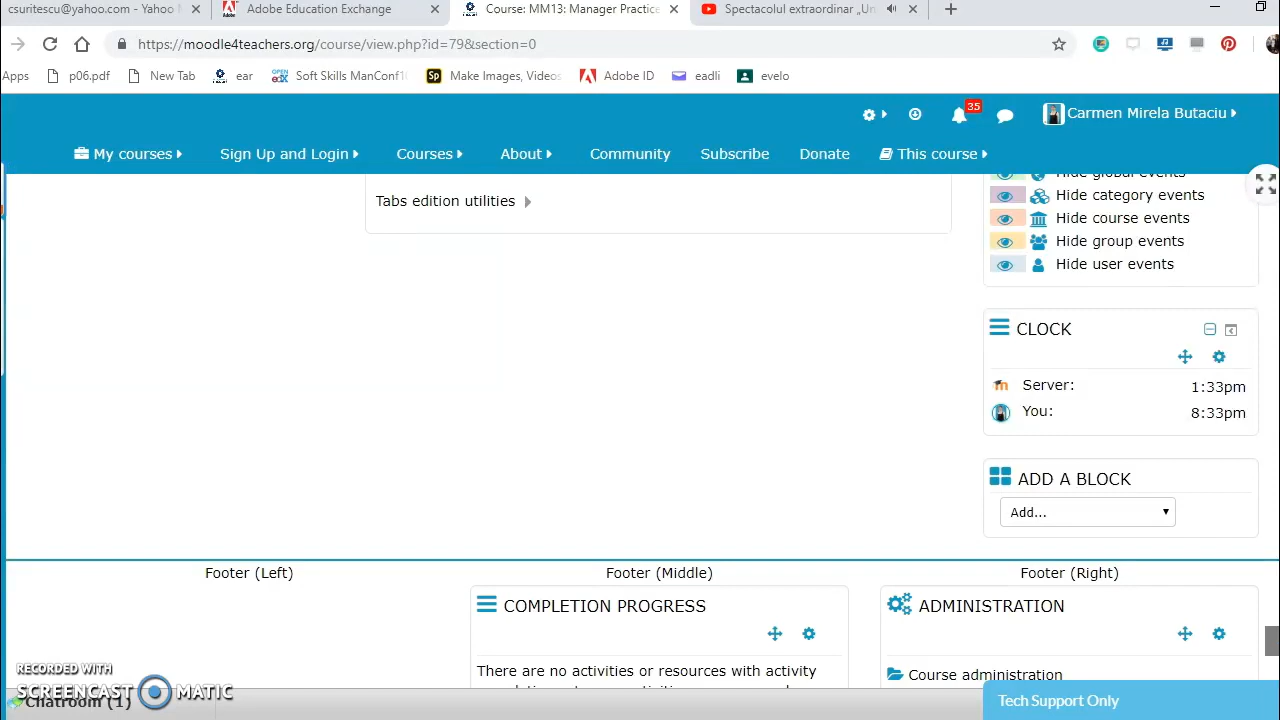 csuritescu@yahoo.com - Yahoo
Adobe Education Exchange
Course: MM13: Manager Practice
Spectacolul extraordinar „Un
https://moodle4teachers.org/course/view.php?id=79&section=0
Apps
p06.pdf
New Tab
ear
Soft Skills ManConf1
Make Images, Videos
Adobe ID
eadli
evelo
35
Carmen Mirela Butaciu
My courses
Sign Up and Login
Courses
About
Community
Subscribe
Donate
This course
Tabs edition utilities
Hide global events
Hide category events
Hide course events
Hide group events
Hide user events
CLOCK
Server: 1:33pm
You: 8:33pm
ADD A BLOCK
Add...
Footer (Left)
Footer (Middle)
Footer (Right)
COMPLETION PROGRESS
ADMINISTRATION
There are no activities or resources with activity
Course administration
RECORDED WITH
SCREENCAST MATIC
Chatroom (1)
Tech Support Only